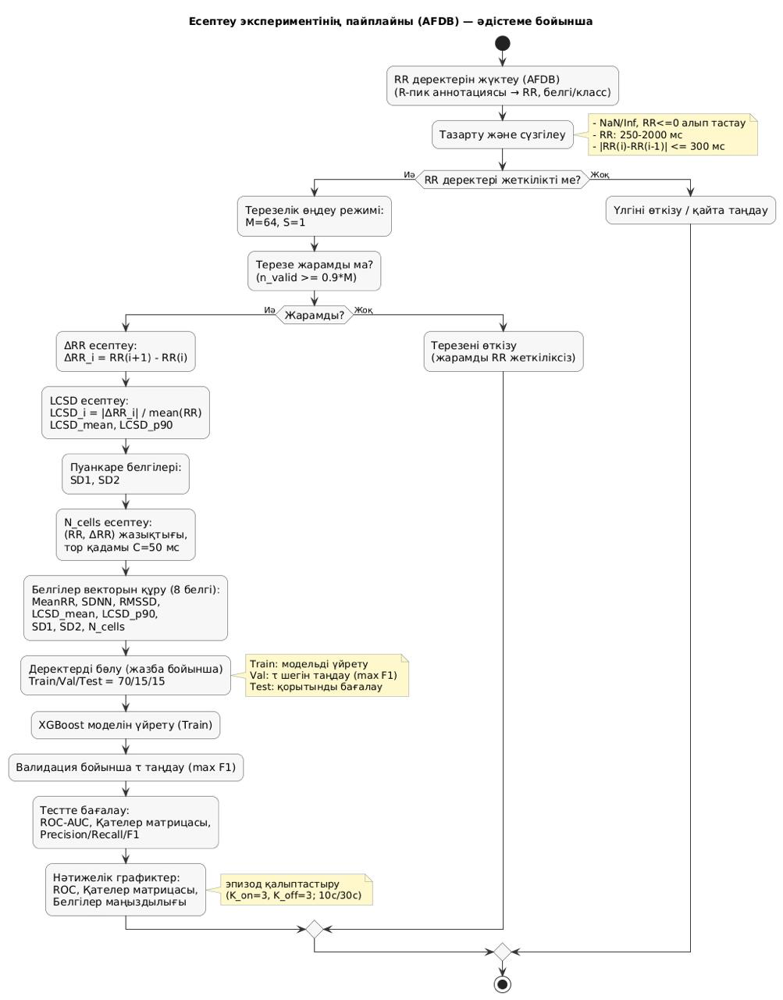 Есептеу экспериментінің пайплайны (AFDB) — әдістеме бойынша
RR деректерін жүктеу (AFDB)
(R-пик аннотациясы → RR, белгі/класс)
Тазарту және сүзгілеу
- NaN/Inf, RR<=0 алып тастау
- RR: 250-2000 мс
- |RR(i)-RR(i-1)| <= 300 мс
Иә
RR деректері жеткілікті ме?
Жоқ
Терезелік өңдеу режимі:
M=64, S=1
Үлгіні өткізу / қайта таңдау
Терезе жарамды ма?
(n_valid >= 0.9*M)
Иә
Жарамды?
Жоқ
ΔRR есептеу:
ΔRR_i = RR(i+1) - RR(i)
Терезені өткізу
(жарамды RR жеткіліксіз)
LCSD есептеу:
LCSD_i = |ΔRR_i| / mean(RR)
LCSD_mean, LCSD_p90
Пуанкаре белгілері:
SD1, SD2
N_cells есептеу:
(RR, ΔRR) жазықтығы,
тор қадамы C=50 мс
Белгілер векторын құру (8 белгі):
MeanRR, SDNN, RMSSD,
LCSD_mean, LCSD_p90,
SD1, SD2, N_cells
Деректерді бөлу (жазба бойынша)
Train/Val/Test = 70/15/15
Train: модельді үйрету
Val: τ шегін таңдау (max F1)
Test: қорытынды бағалау
XGBoost моделін үйрету (Train)
Валидация бойынша τ таңдау (max F1)
Тестте бағалау:
ROC-AUC, Қателер матрицасы,
Precision/Recall/F1
Нәтижелік графиктер:
ROC, Қателер матрицасы,
Белгілер маңыздылығы
эпизод қалыптастыру
(K_on=3, K_off=3; 10с/30с)